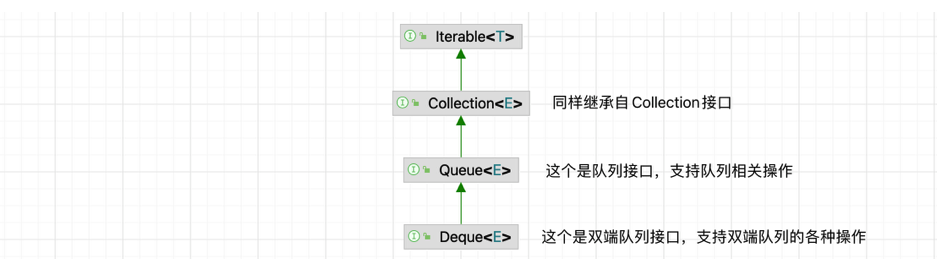 Iterable<T>
Collection<E> 同样继承自Collection接口
Queue<E> 这个是队列接口，支持队列相关操作
Deque<E> 这个是双端队列接口，支持双端队列的各种操作